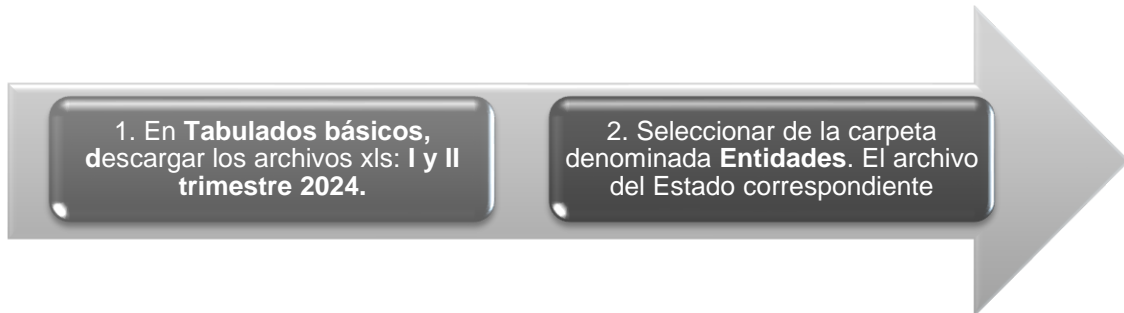 1. En Tabulados básicos,
descargar los archivos xls: I y II
trimestre 2024.
2. Seleccionar de la carpeta
denominada Entidades. El archivo
del Estado correspondiente